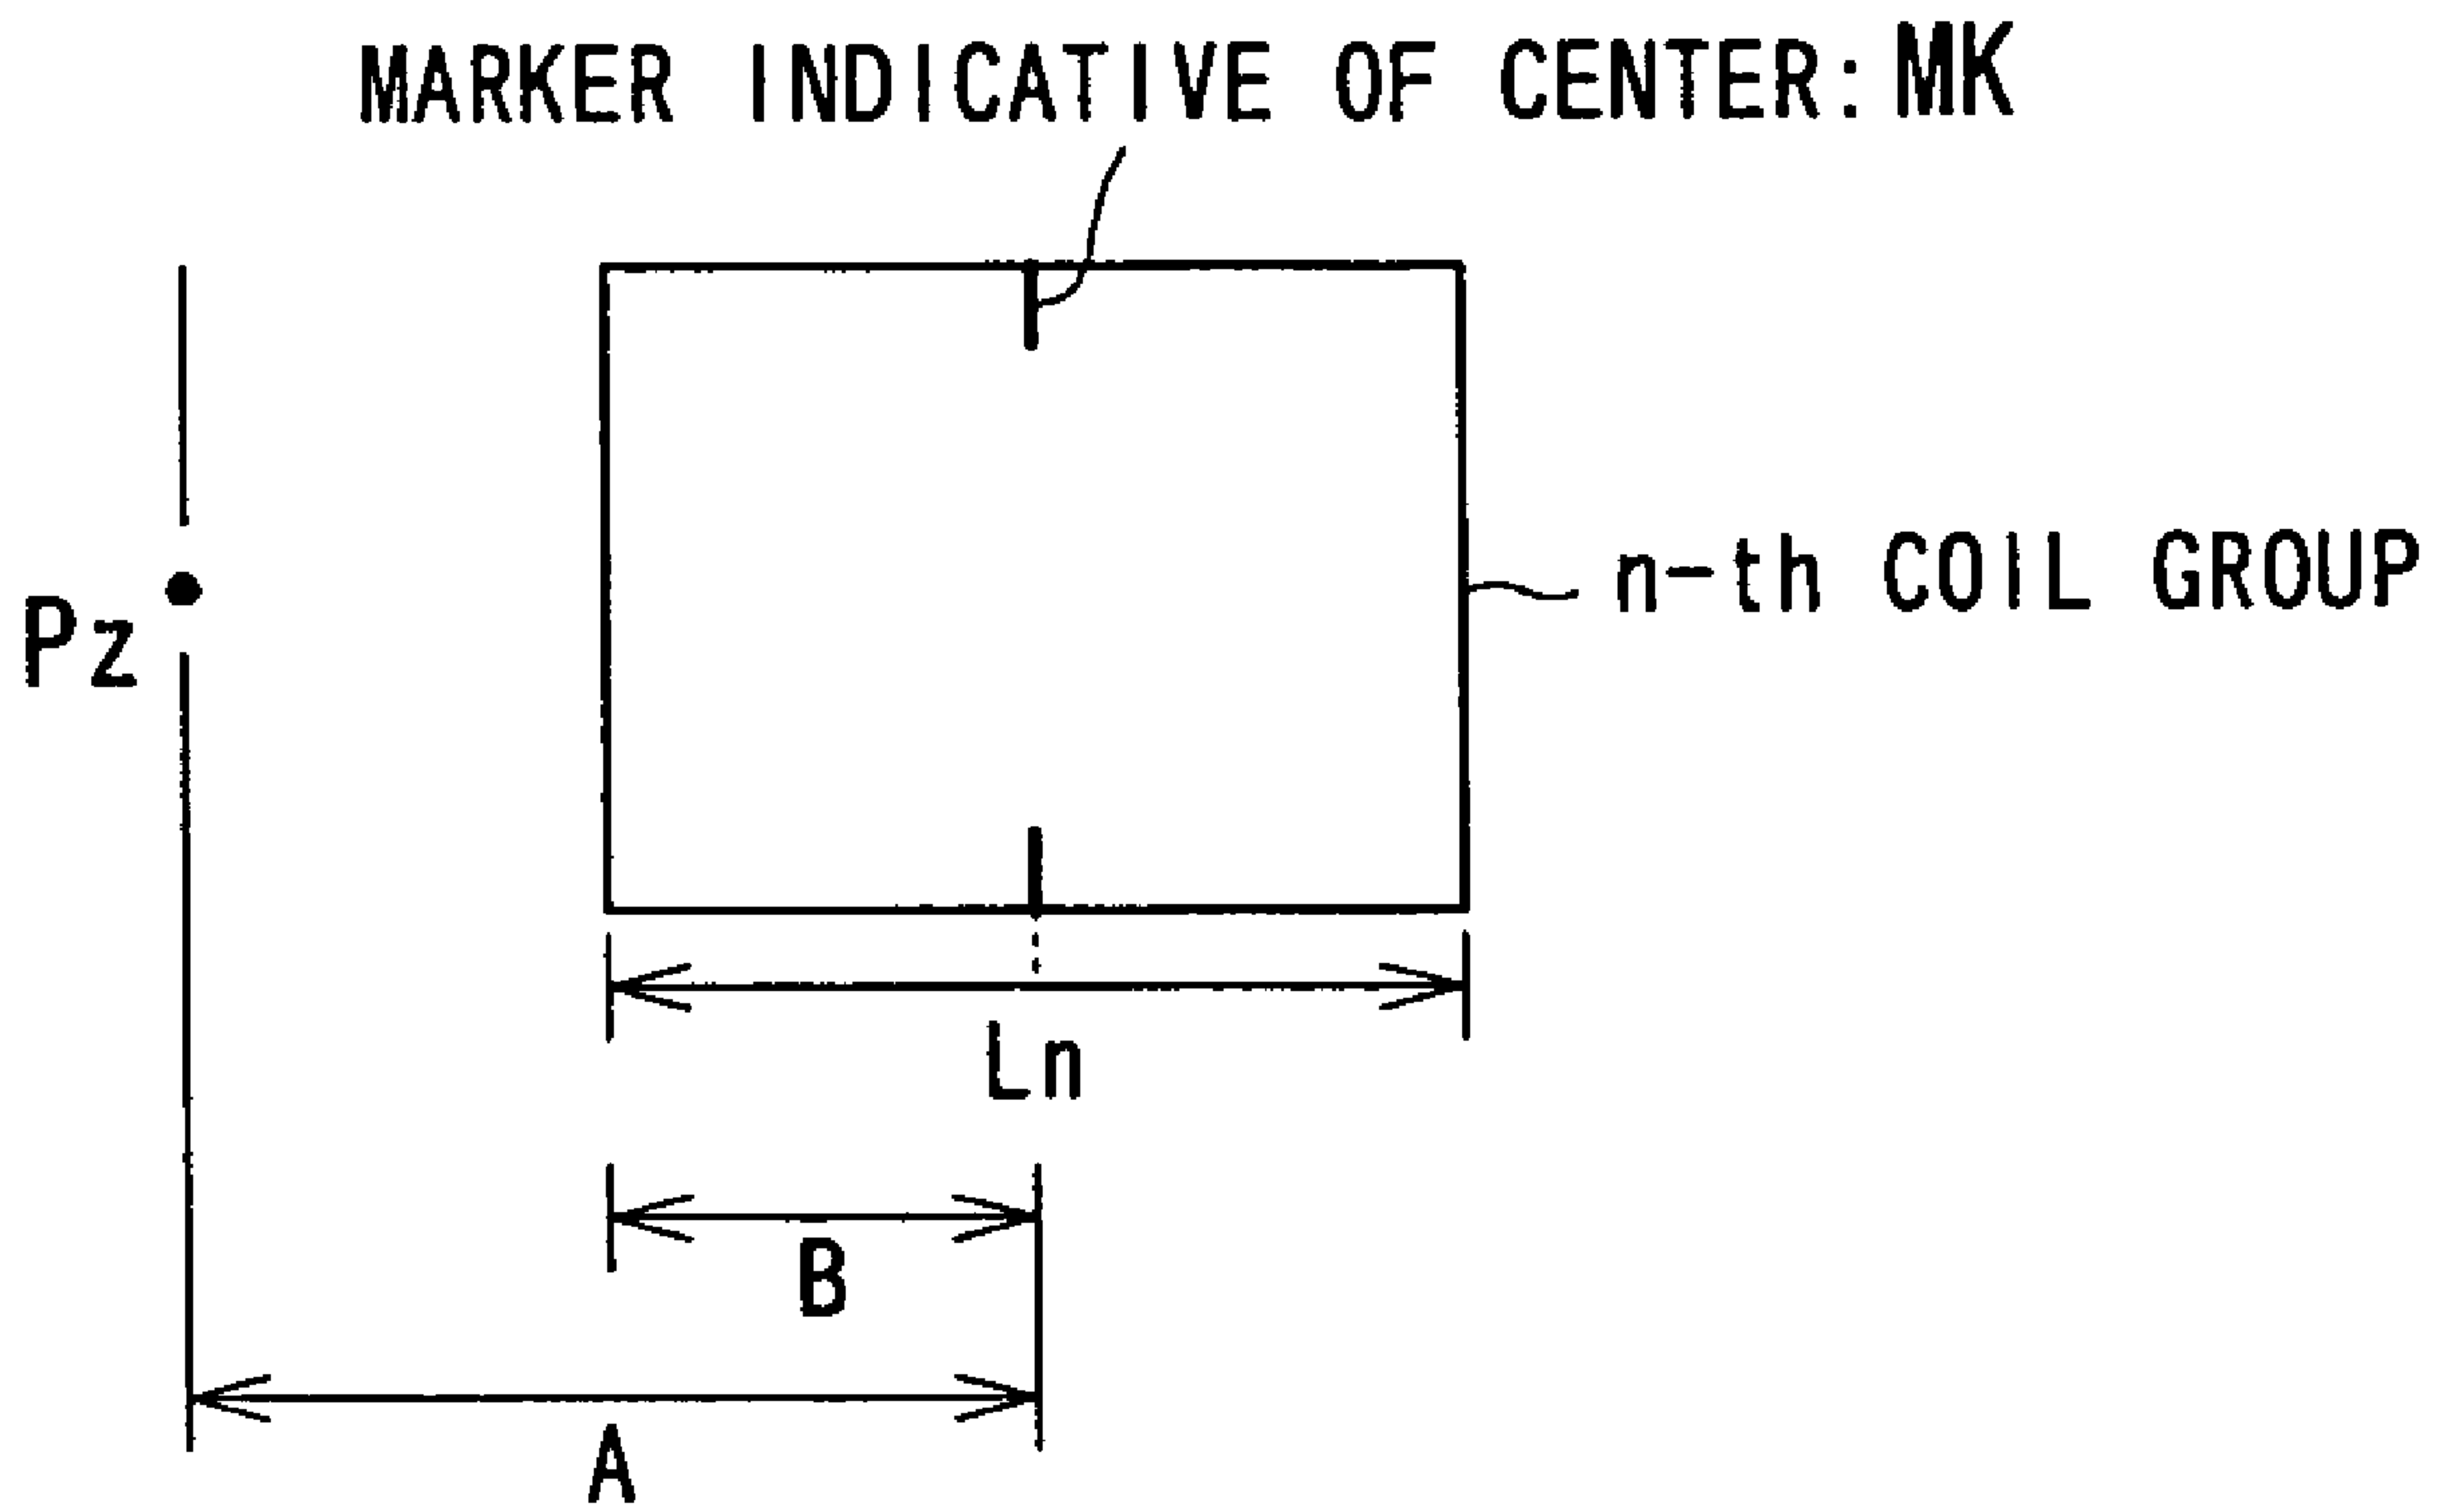 MARKER INDICATIVE OF CENTER: MK
n-th COIL GROUP
Pz
Ln
B
A